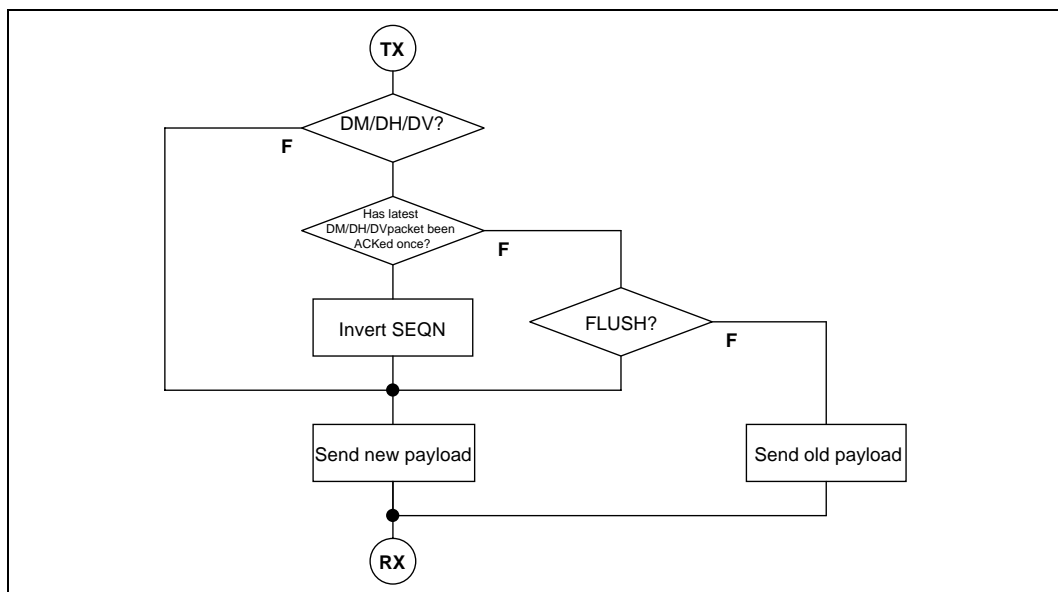 TX
DM/DH/DV?
F
Has latest
DM/DH/DVpacket been
ACKed once?
F
Invert SEQN
FLUSH?
F
Send new payload
Send old payload
RX